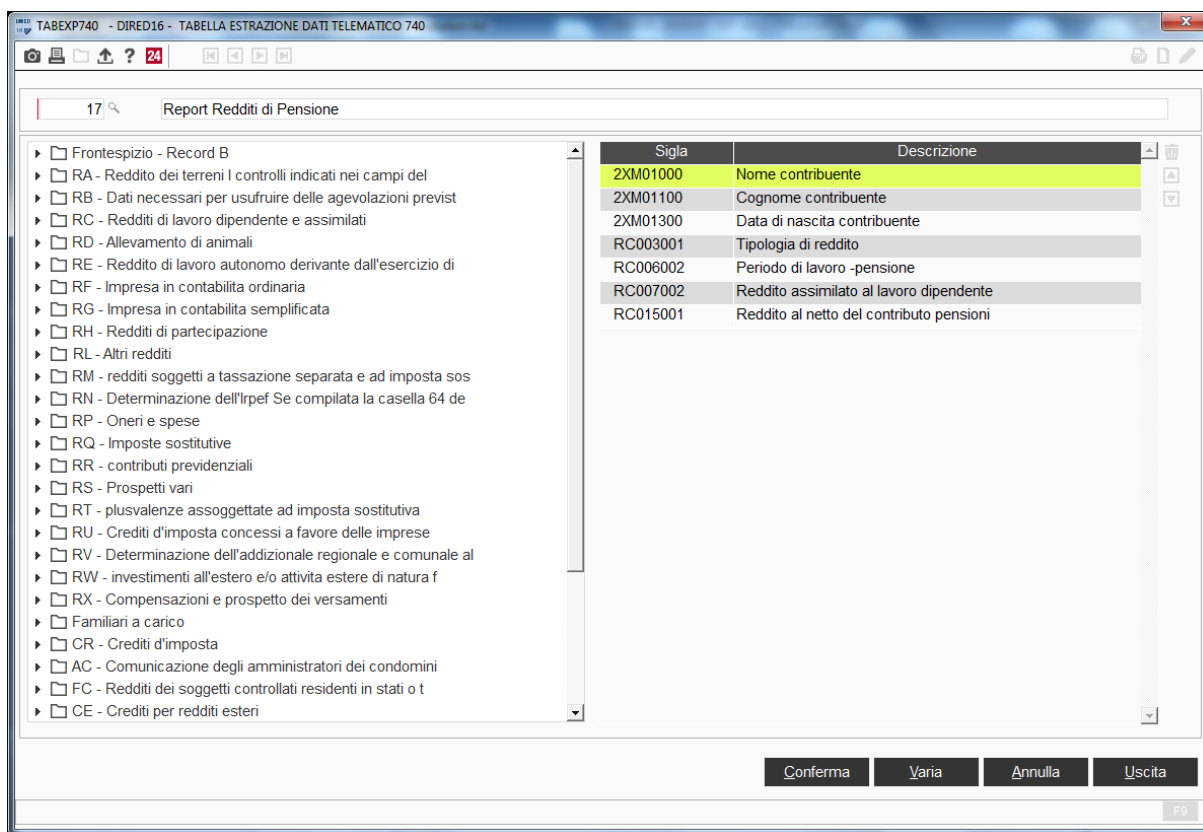 TABEXP740 - DIRED16 - TABELLA ESTRAZIONE DATI TELEMATICO 740
? 24
17 Report Redditi di Pensione
Frontespizio - Record B
RA - Reddito dei terreni I controlli indicati nei campi del
RB - Dati necessari per usufruire delle agevolazioni previst
RC - Redditi di lavoro dipendente e assimilati
RD - Allevamento di animali
RE - Reddito di lavoro autonomo derivante dall'esercizio di
RF - Impresa in contabilita ordinaria
RG - Impresa in contabilita semplificata
RH - Redditi di partecipazione
RL - Altri redditi
RM - redditi soggetti a tassazione separata e ad imposta sos
RN - Determinazione dell'Irpef Se compilata la casella 64 de
RP - Oneri e spese
RQ - Imposte sostitutive
RR - contributi previdenziali
RS - Prospetti vari
RT - plusvalenze assoggettate ad imposta sostitutiva
RU - Crediti d'imposta concessi a favore delle imprese
RV - Determinazione dell'addizionale regionale e comunale al
RW - investimenti all'estero e/o attivita estere di natura f
RX - Compensazioni e prospetto dei versamenti
Familiari a carico
CR - Crediti d'imposta
AC - Comunicazione degli amministratori dei condomini
FC - Redditi dei soggetti controllati residenti in stati o t
CE - Crediti per redditi esteri
Sigla Descrizione
2XM01000 Nome contribuente
2XM01100 Cognome contribuente
2XM01300 Data di nascita contribuente
RC003001 Tipologia di reddito
RC006002 Periodo di lavoro -pensione
RC007002 Reddito assimilato al lavoro dipendente
RC015001 Reddito al netto del contributo pensioni
Conferma Varia Annulla Uscita
F9